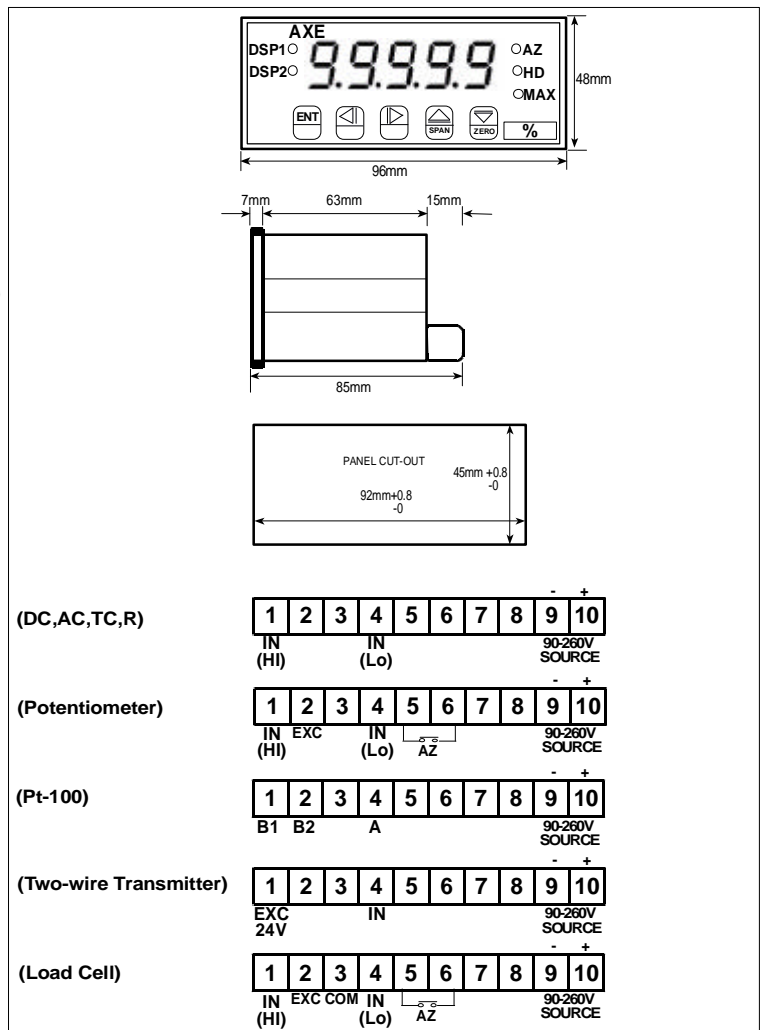 AXE
DSP1 9.9.9.9.9 AZ
DSP2 HD
MAX
48mm
ENT SPAN ZERO %
96mm
7mm 63mm 15mm
85mm
PANEL CUT-OUT
45mm +0.8
-0
92mm+0.8
-0
- +
(DC,AC,TC,R) 1 2 3 4 5 6 7 8 9 10
IN IN 90-260V
(HI) (Lo) SOURCE
- +
(Potentiometer) 1 2 3 4 5 6 7 8 9 10
IN EXC IN 90-260V
(HI) (Lo) AZ SOURCE
- +
(Pt-100) 1 2 3 4 5 6 7 8 9 10
B1 B2 A 90-260V
SOURCE
- +
(Two-wire Transmitter) 1 2 3 4 5 6 7 8 9 10
EXC IN 90-260V
24V SOURCE
- +
(Load Cell) 1 2 3 4 5 6 7 8 9 10
IN EXC COM IN 90-260V
(HI) (Lo) AZ SOURCE